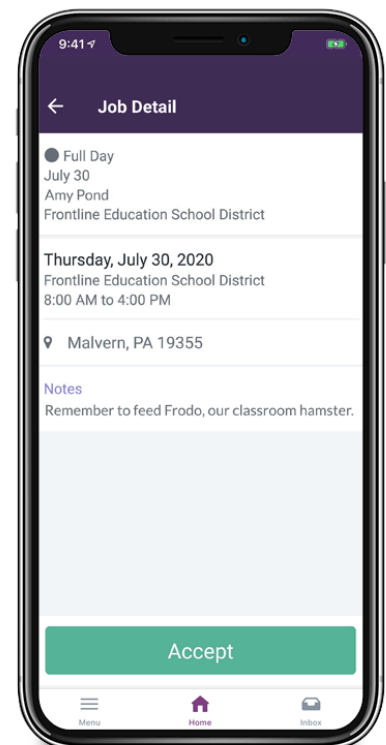 9:41
Job Detail
Full Day
July 30
Amy Pond
Frontline Education School District
Thursday, July 30, 2020
Frontline Education School District
8:00 AM to 4:00 PM
Malvern, PA 19355
Notes
Remember to feed Frodo, our classroom hamster.
Accept
Menu
Home
Inbox